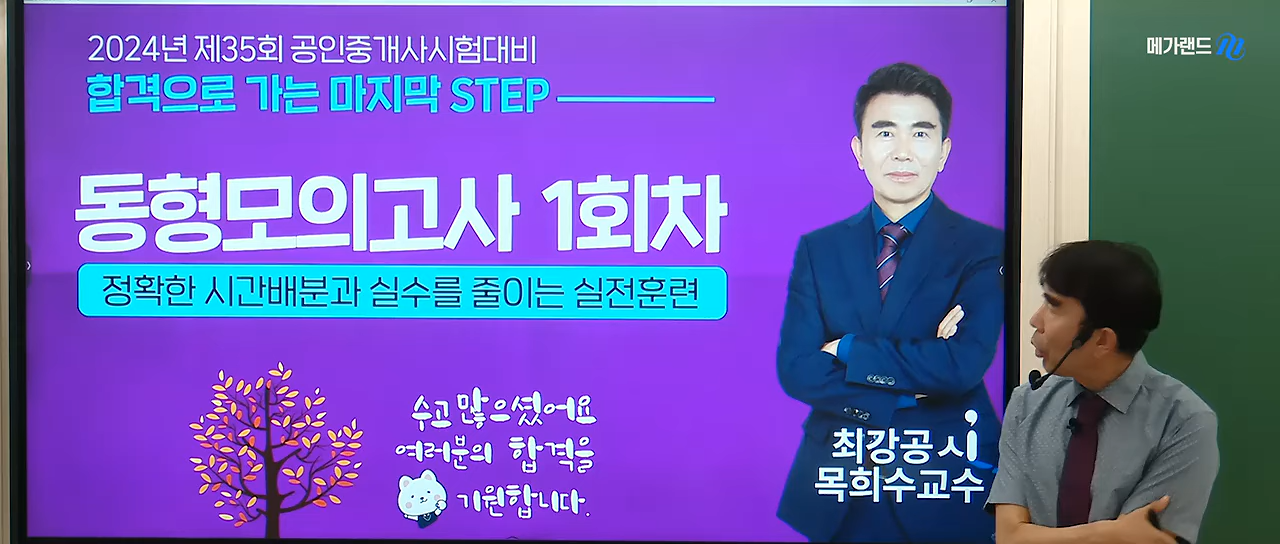 2024년 제35회 공인중개사시험대비
합격으로 가는 마지막 STEP
동형모의고사 1회차
정확한 시간배분과 실수를 줄이는 실전훈련
수고 많으셨어요
여러분의 합격을
기원합니다.
최강공시
목희수교수
메가랜드